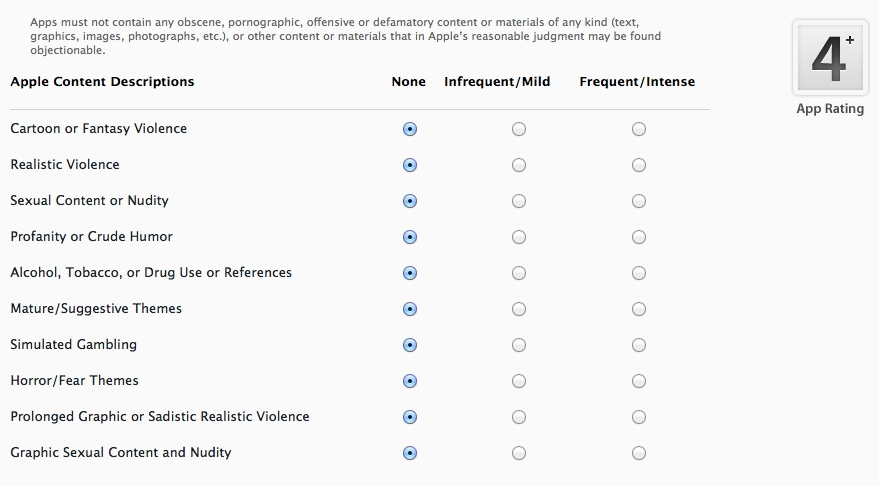 Apps must not contain any obscene, pornographic, offensive or defamatory content or materials of any kind (text,
graphics, images, photographs, etc.), or other content or materials that in Apple's reasonable judgment may be found
objectionable.
4+
App Rating
Apple Content Descriptions None Infrequent/Mild Frequent/Intense
Cartoon or Fantasy Violence
Realistic Violence
Sexual Content or Nudity
Profanity or Crude Humor
Alcohol, Tobacco, or Drug Use or References
Mature/Suggestive Themes
Simulated Gambling
Horror/Fear Themes
Prolonged Graphic or Sadistic Realistic Violence
Graphic Sexual Content and Nudity